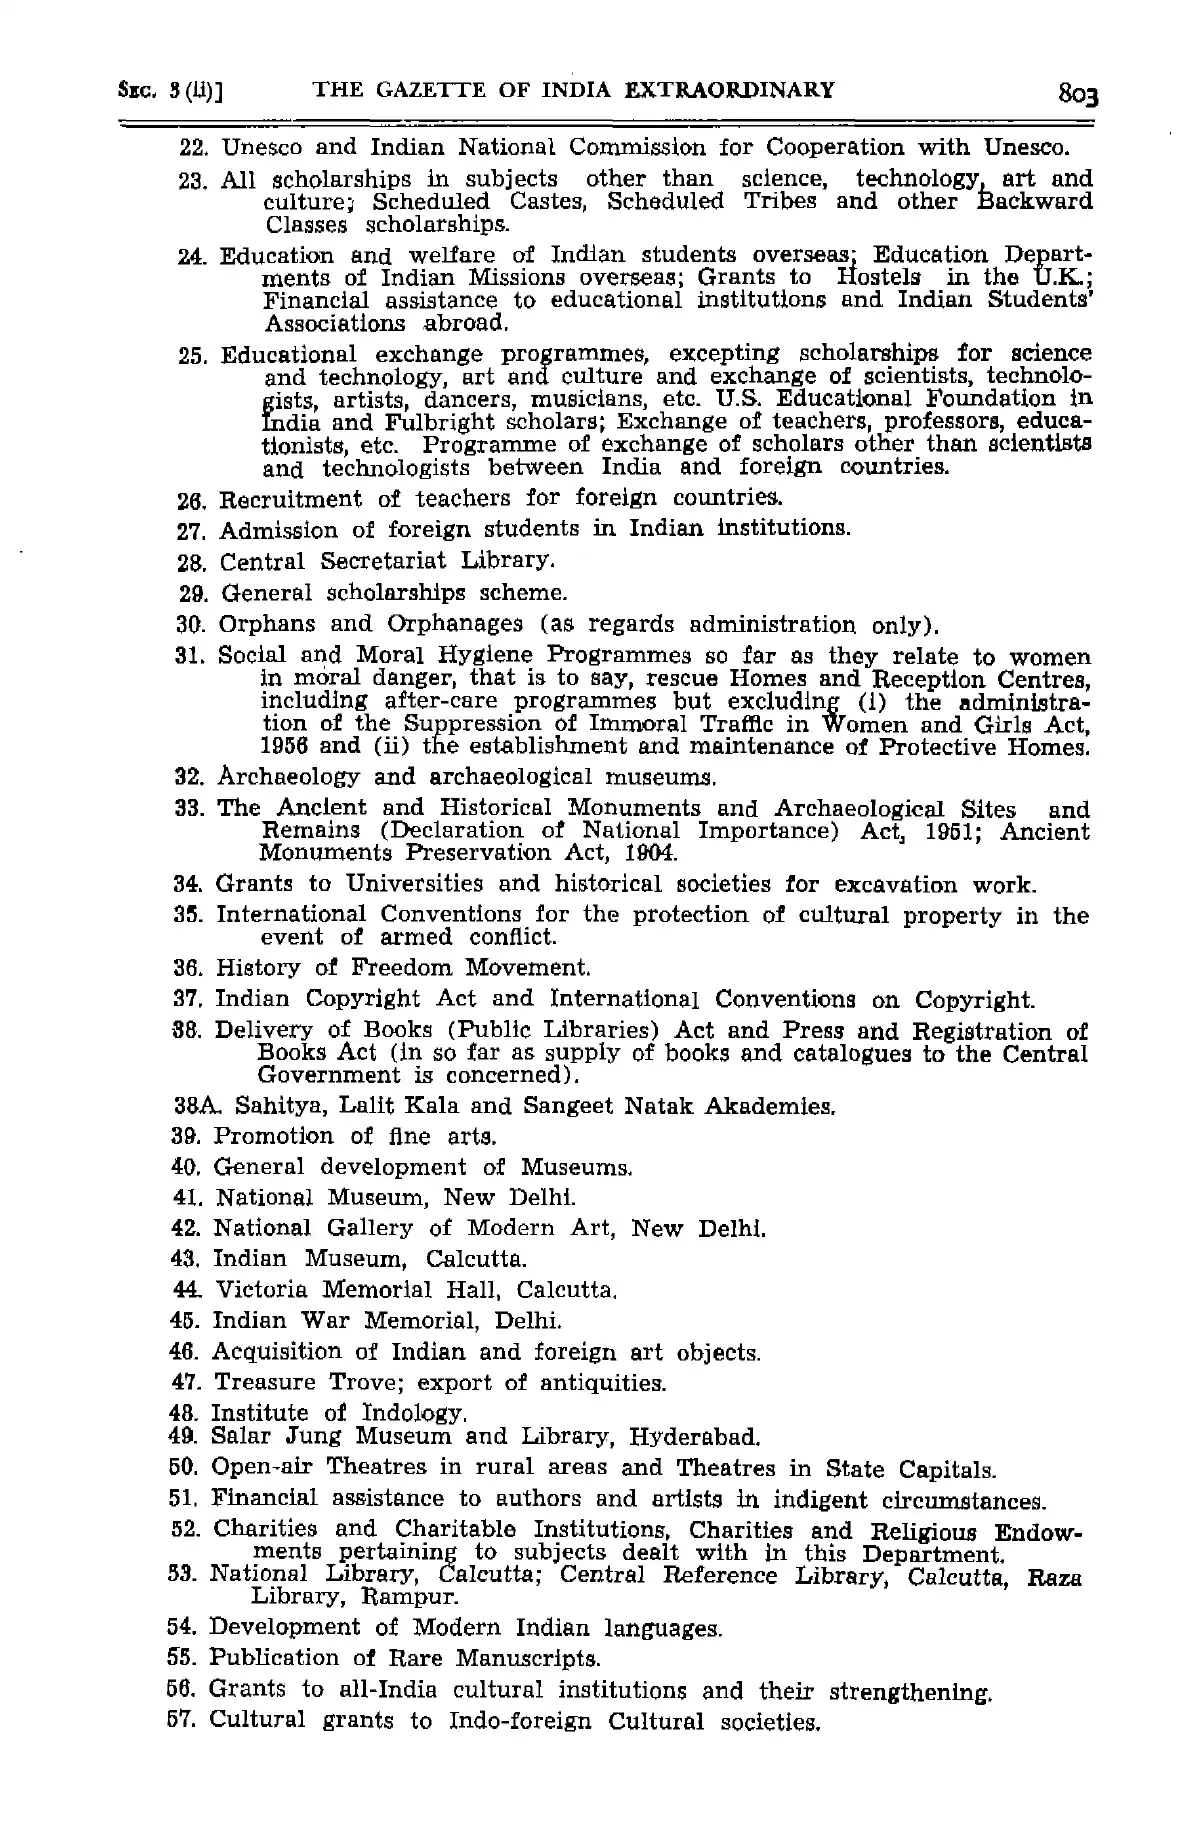 SEC. 3(ii)] THE GAZETTE OF INDIA EXTRAORDINARY 803
22. Unesco and Indian National Commission for Cooperation with Unesco.
23. All scholarships in subjects other than science, technology, art and
culture; Scheduled Castes, Scheduled Tribes and other Backward
Classes scholarships.
24. Education and welfare of Indian students overseas; Education Depart-
ments of Indian Missions overseas; Grants to Hostels in the U.K.;
Financial assistance to educational institutions and Indian Students'
Associations abroad.
25. Educational exchange programmes, excepting scholarships for science
and technology, art and culture and exchange of scientists, technolo-
gists, artists, dancers, musicians, etc. U.S. Educational Foundation in
India and Fulbright scholars; Exchange of teachers, professors, educa-
tionists, etc. Programme of exchange of scholars other than scientists
and technologists between India and foreign countries.
26. Recruitment of teachers for foreign countries.
27. Admission of foreign students in Indian institutions.
28. Central Secretariat Library.
29. General scholarships scheme.
30. Orphans and Orphanages (as regards administration only).
31. Social and Moral Hygiene Programmes so far as they relate to women
in moral danger, that is to say, rescue Homes and Reception Centres,
including after-care programmes but excluding (i) the administra-
tion of the Suppression of Immoral Traffic in Women and Girls Act,
1956 and (ii) the establishment and maintenance of Protective Homes.
32. Archaeology and archaeological museums.
33. The Ancient and Historical Monuments and Archaeological Sites and
Remains (Declaration of National Importance) Act, 1951; Ancient
Monuments Preservation Act, 1904.
34. Grants to Universities and historical societies for excavation work.
35. International Conventions for the protection of cultural property in the
event of armed conflict.
36. History of Freedom Movement.
37. Indian Copyright Act and International Conventions on Copyright.
38. Delivery of Books (Public Libraries) Act and Press and Registration of
Books Act (in so far as supply of books and catalogues to the Central
Government is concerned).
38A. Sahitya, Lalit Kala and Sangeet Natak Akademies.
39. Promotion of fine arts.
40. General development of Museums.
41. National Museum, New Delhi.
42. National Gallery of Modern Art, New Delhi.
43. Indian Museum, Calcutta.
44. Victoria Memorial Hall, Calcutta.
45. Indian War Memorial, Delhi.
46. Acquisition of Indian and foreign art objects.
47. Treasure Trove; export of antiquities.
48. Institute of Indology.
49. Salar Jung Museum and Library, Hyderabad.
50. Open-air Theatres in rural areas and Theatres in State Capitals.
51. Financial assistance to authors and artists in indigent circumstances.
52. Charities and Charitable Institutions, Charities and Religious Endow-
ments pertaining to subjects dealt with in this Department.
53. National Library, Calcutta; Central Reference Library, Calcutta, Raza
Library, Rampur.
54. Development of Modern Indian languages.
55. Publication of Rare Manuscripts.
56. Grants to all-India cultural institutions and their strengthening.
57. Cultural grants to Indo-foreign Cultural societies.